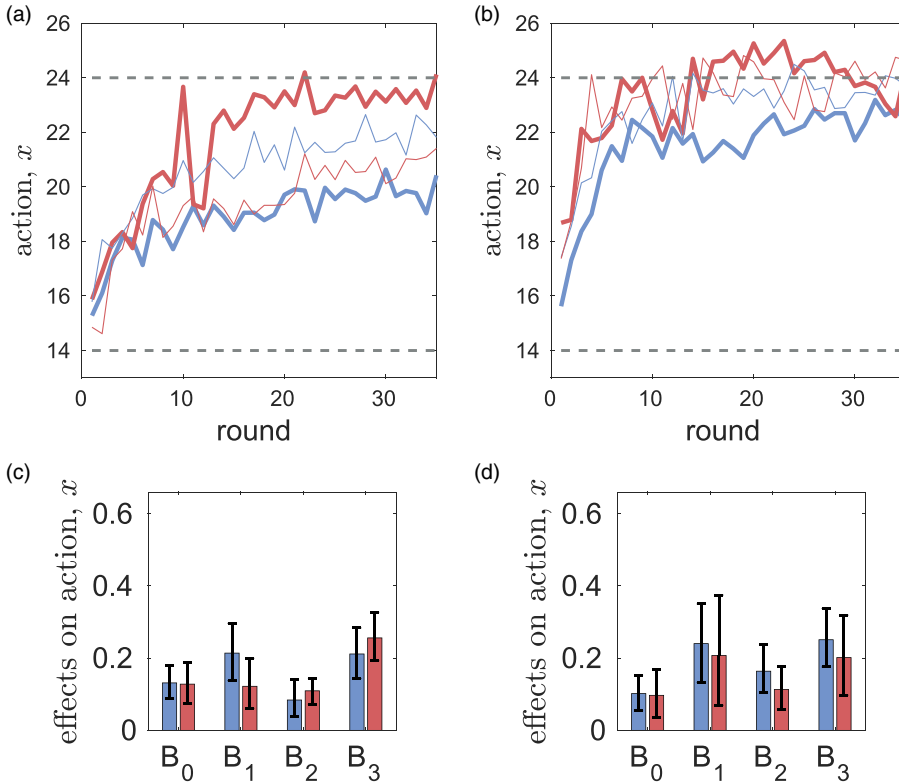 (a)
26
24
22
20
18
16
14
action, x
0
10
20
30
round
(b)
26
24
22
20
18
16
14
action, x
0
10
20
30
round
(c)
0.6
0.4
0.2
0
effects on action, x
B0 B1 B2 B3
(d)
0.6
0.4
0.2
0
effects on action, x
B0 B1 B2 B3